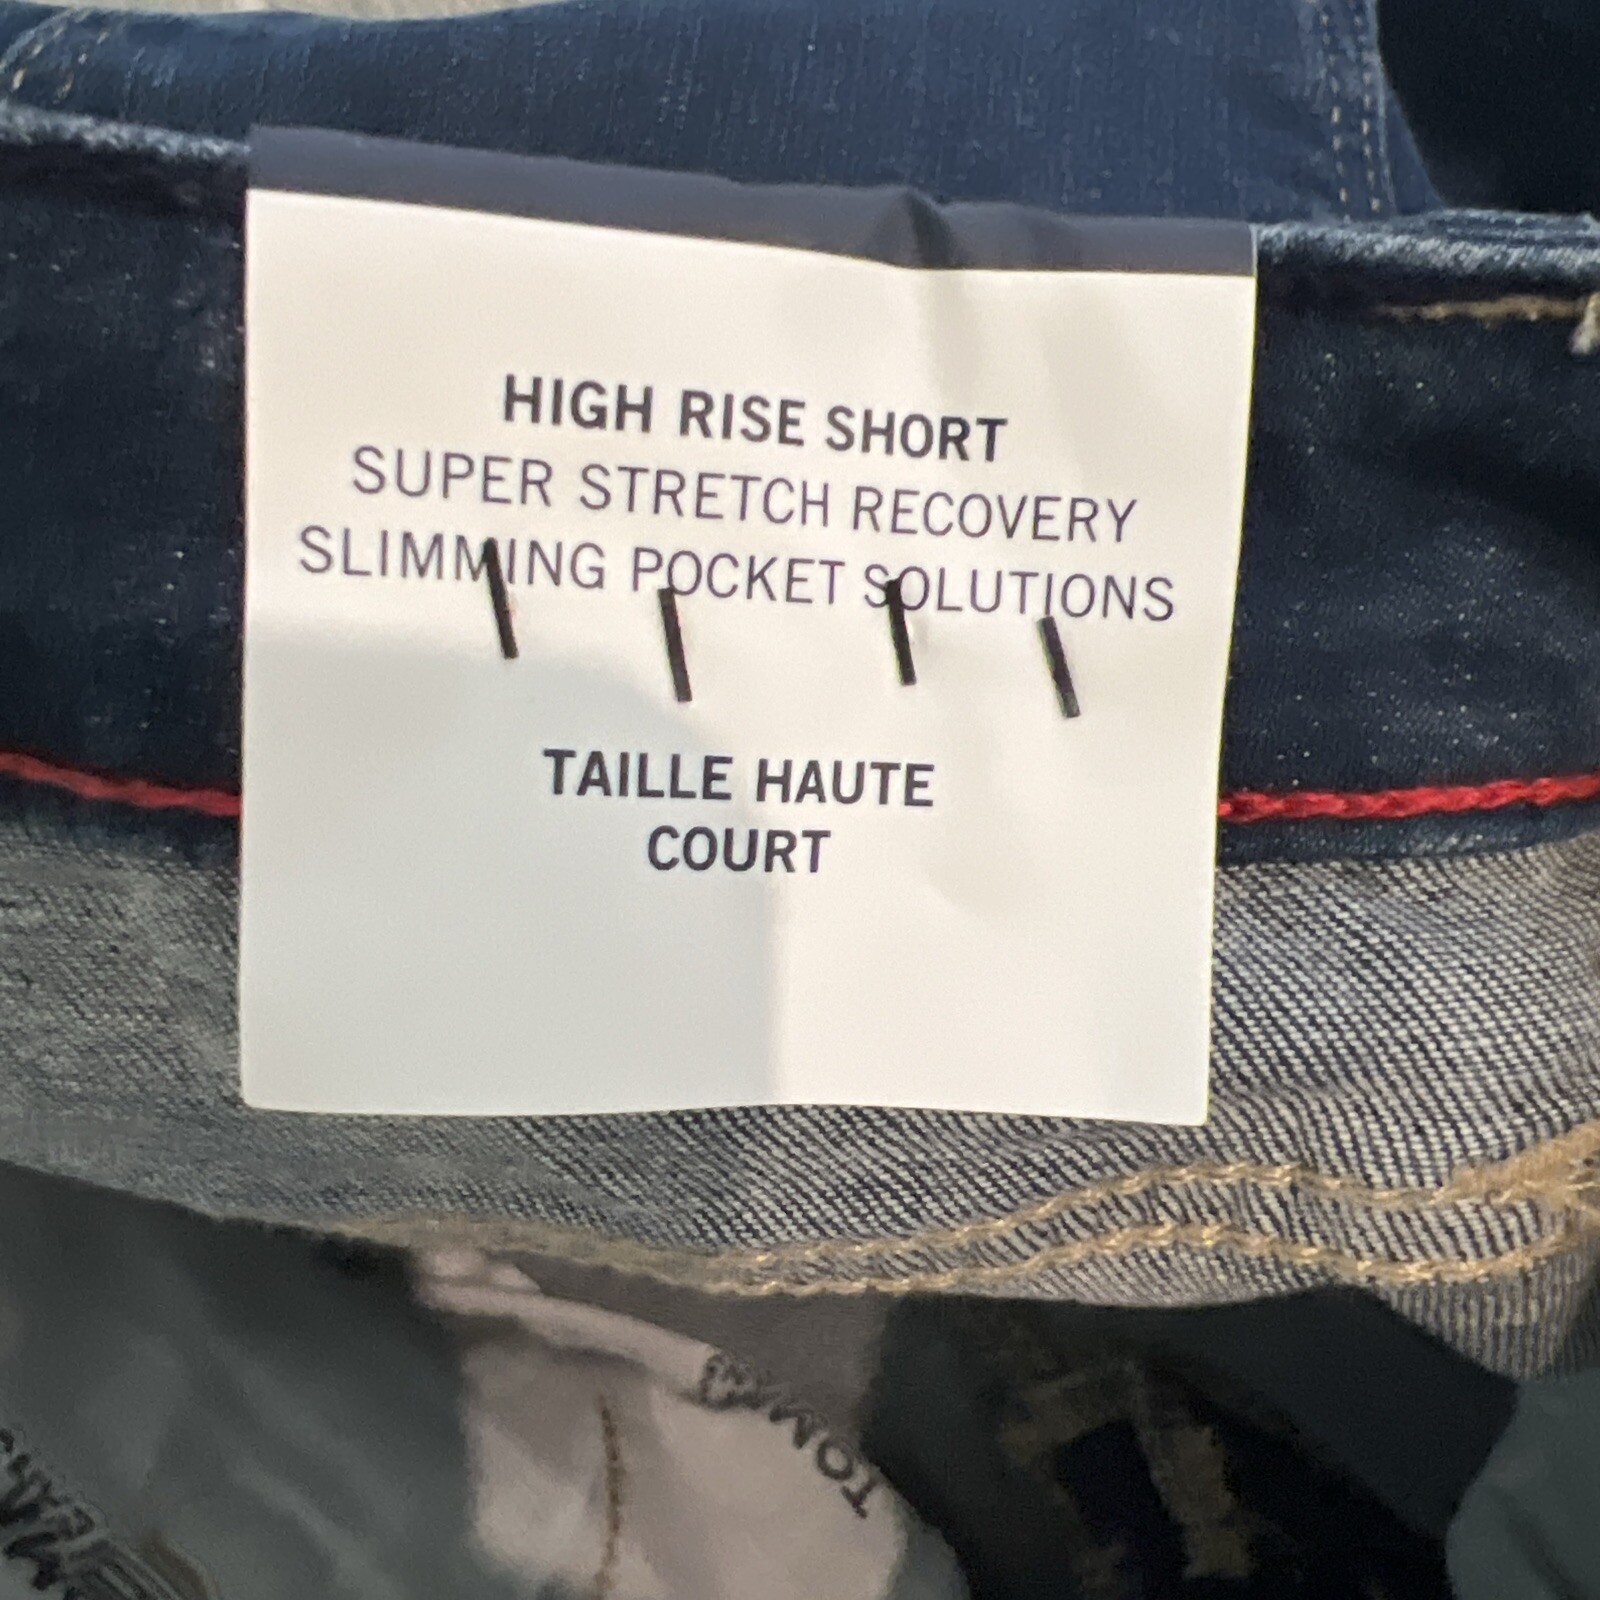 HIGH RISE SHORT
SUPER STRETCH RECOVERY
SLIMMING POCKET SOLUTIONS
TAILLE HAUTE
COURT